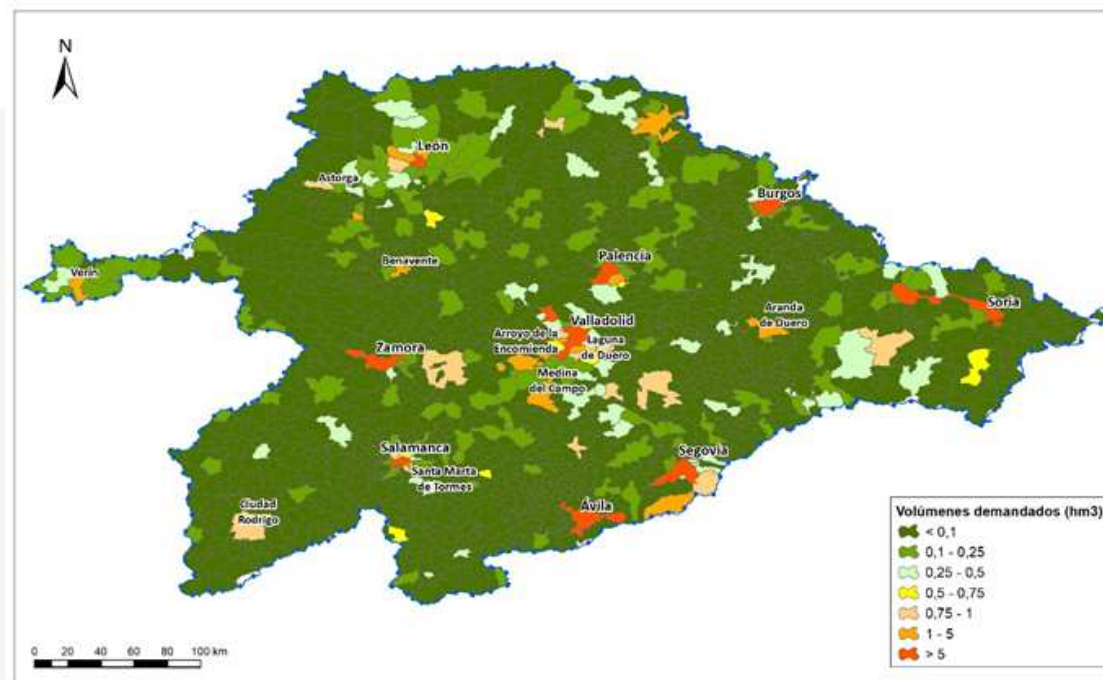 N
León
Astorga
Burgos
Verín
Benavente
Palencia
Soria
Aranda
de Duero
Valladolid
Arroyo de la
Encomienda
Laguna
de Duero
Zamora
Medina
del Campo
Salamanca
Santa Marta
de Tormes
Segovia
Ciudad
Rodrigo
Ávila
Volúmenes demandados (hm3)
< 0,1
0,1 - 0,25
0,25 - 0,5
0,5 - 0,75
0,75 - 1
1 - 5
> 5
0 20 40 60 80 100 km